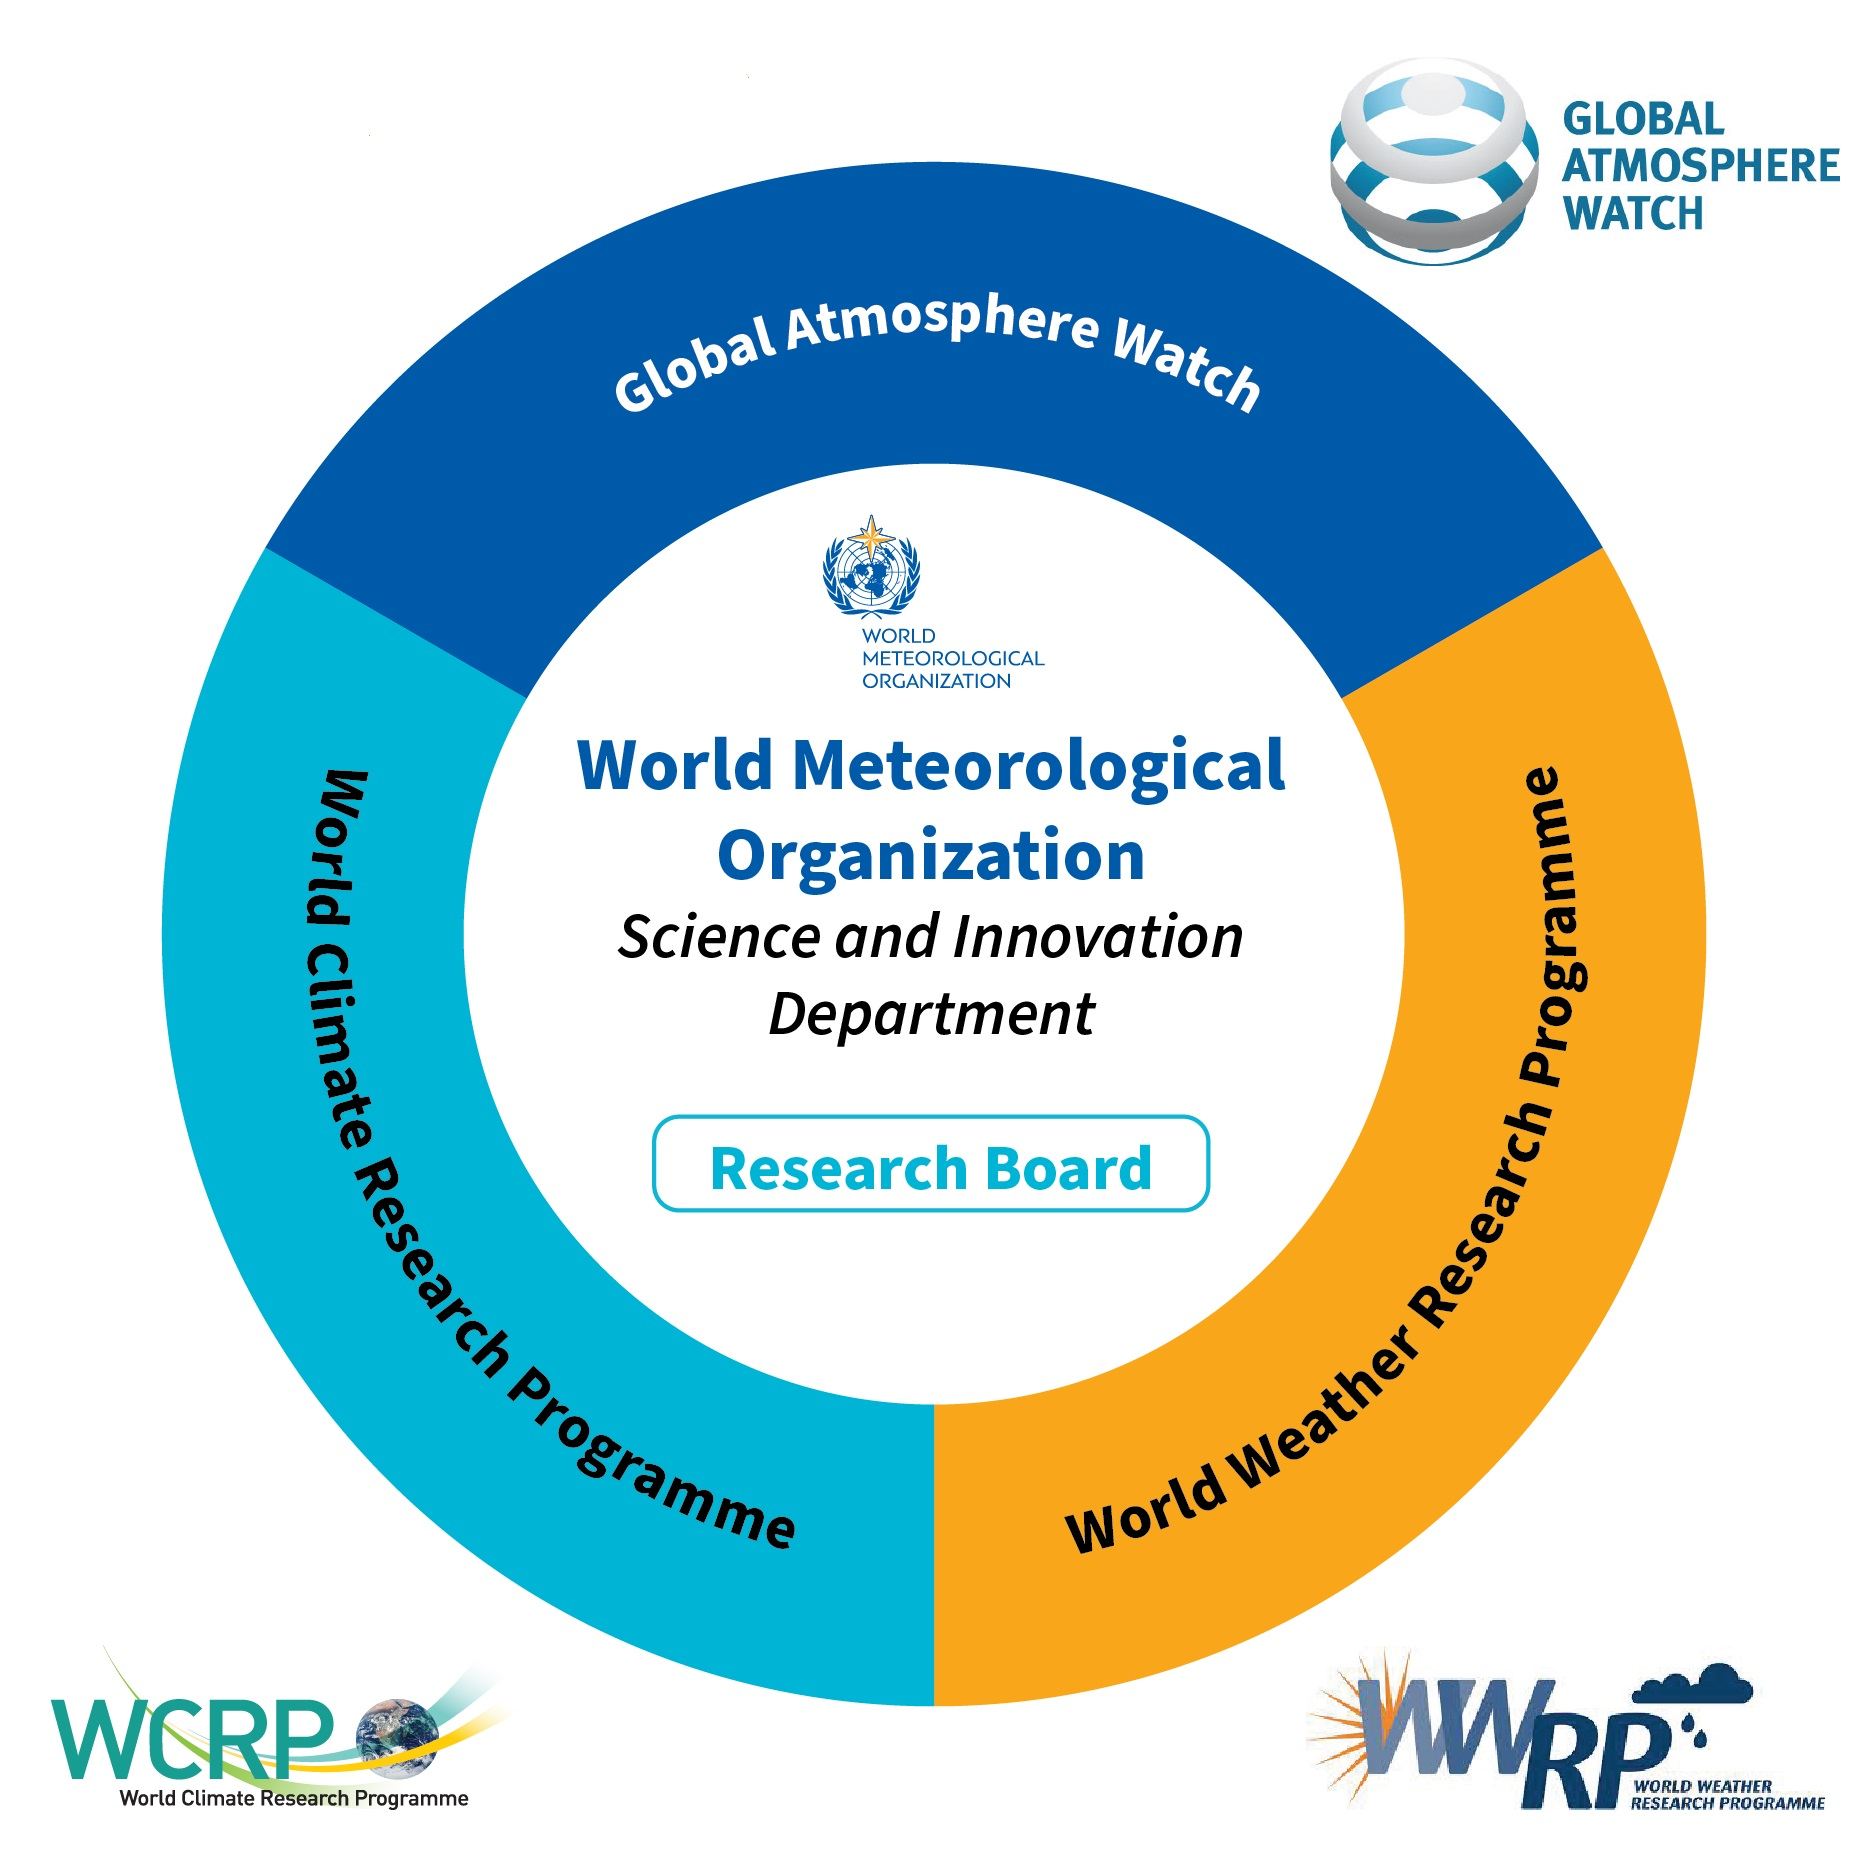 GLOBAL
ATMOSPHERE
WATCH
Global Atmosphere Watch
WORLD
METEOROLOGICAL
ORGANIZATION
World Meteorological
Organization
Science and Innovation
Department
Research Board
World Climate Research Programme
World Weather Research Programme
WCRP
World Climate Research Programme
WWRP
WORLD WEATHER
RESEARCH PROGRAMME